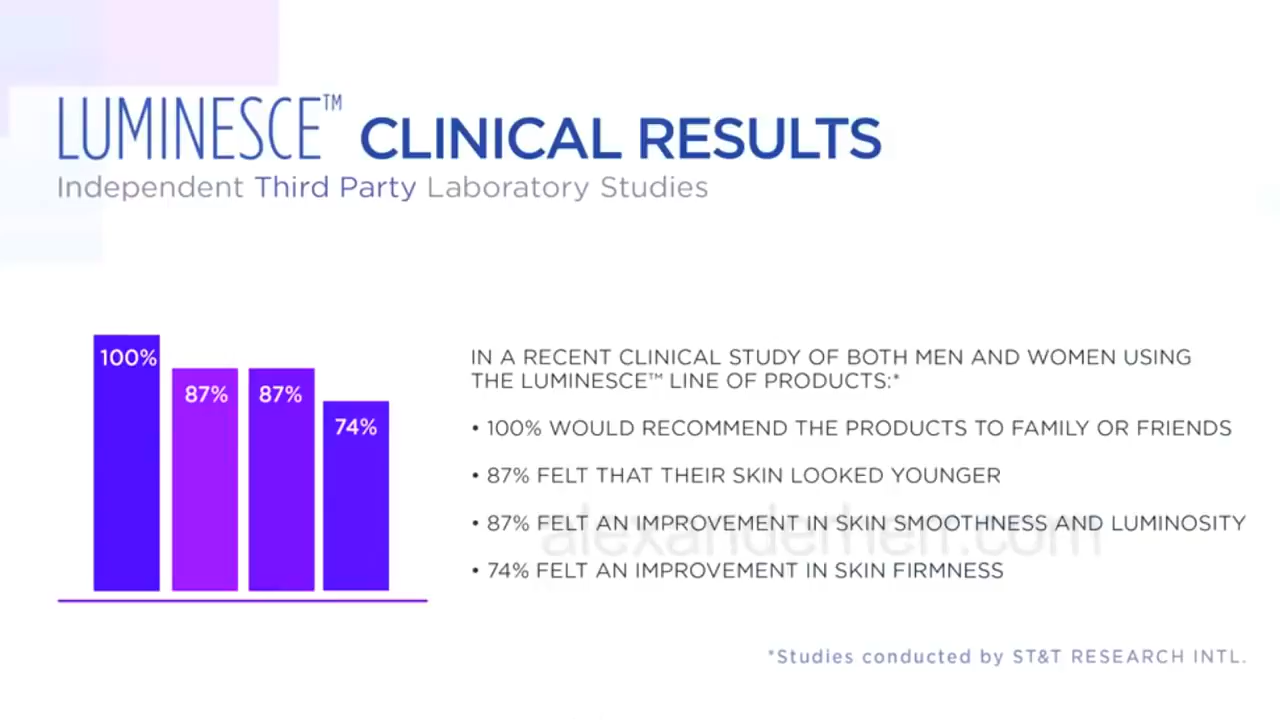 LUMINESCE™ CLINICAL RESULTS
Independent Third Party Laboratory Studies
100%
87%
87%
74%
IN A RECENT CLINICAL STUDY OF BOTH MEN AND WOMEN USING
THE LUMINESCE™ LINE OF PRODUCTS:*
• 100% WOULD RECOMMEND THE PRODUCTS TO FAMILY OR FRIENDS
• 87% FELT THAT THEIR SKIN LOOKED YOUNGER
• 87% FELT AN IMPROVEMENT IN SKIN SMOOTHNESS AND LUMINOSITY
• 74% FELT AN IMPROVEMENT IN SKIN FIRMNESS
*Studies conducted by ST&T RESEARCH INTL.